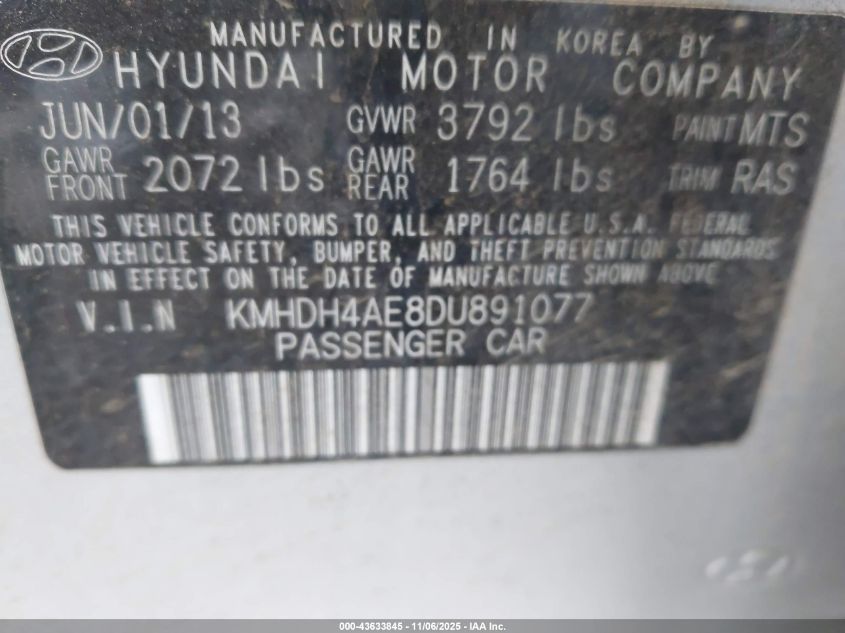 MANUFACTURED IN KOREA BY
HYUNDAI MOTOR COMPANY
JUN/01/13 GVWR 3792 lbs PAINT MTS
GAWR FRONT 2072 lbs GAWR REAR 1764 lbs TRIM RAS
THIS VEHICLE CONFORMS TO ALL APPLICABLE U.S.A. FEDERAL
MOTOR VEHICLE SAFETY, BUMPER, AND THEFT PREVENTION STANDARDS
IN EFFECT ON THE DATE OF MANUFACTURE SHOWN ABOVE.
V.I.N KMHDH4AE8DU891077
PASSENGER CAR
000-43633845 - 11/06/2025 - IAA Inc.